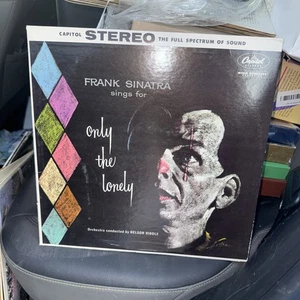 CAPITOL STEREO THE FULL SPECTRUM OF SOUND
Capitol
FRANK SINATRA
sings for
only
the
lonely
Orchestra conducted by NELSON RIDDLE